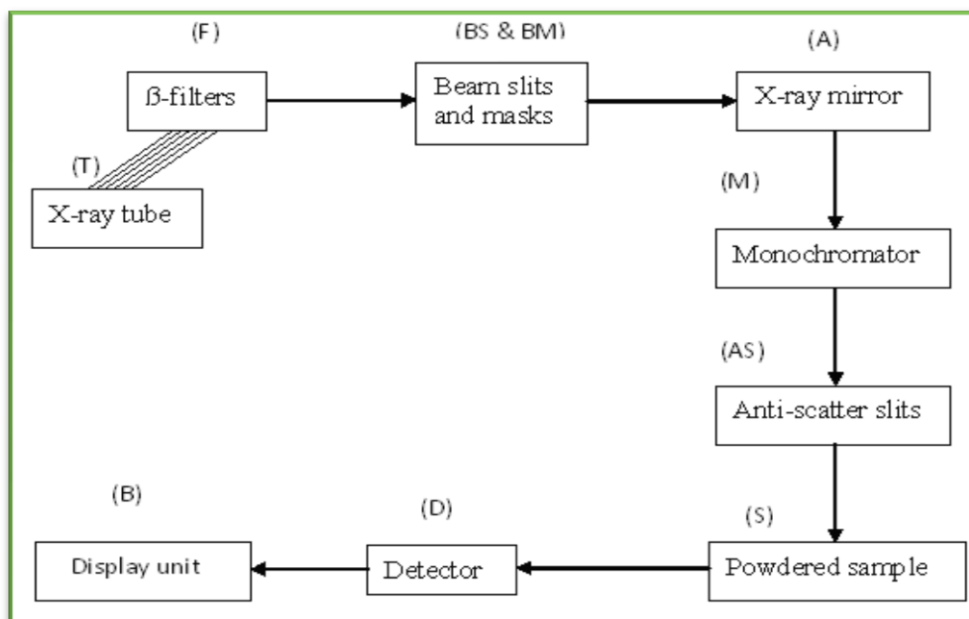 (F)
(BS & BM)
(A)
ß-filters
Beam slits
and masks
X-ray mirror
(T)
X-ray tube
(M)
Monochromator
(AS)
Anti-scatter slits
(B)
(D)
(S)
Display unit
Detector
Powdered sample